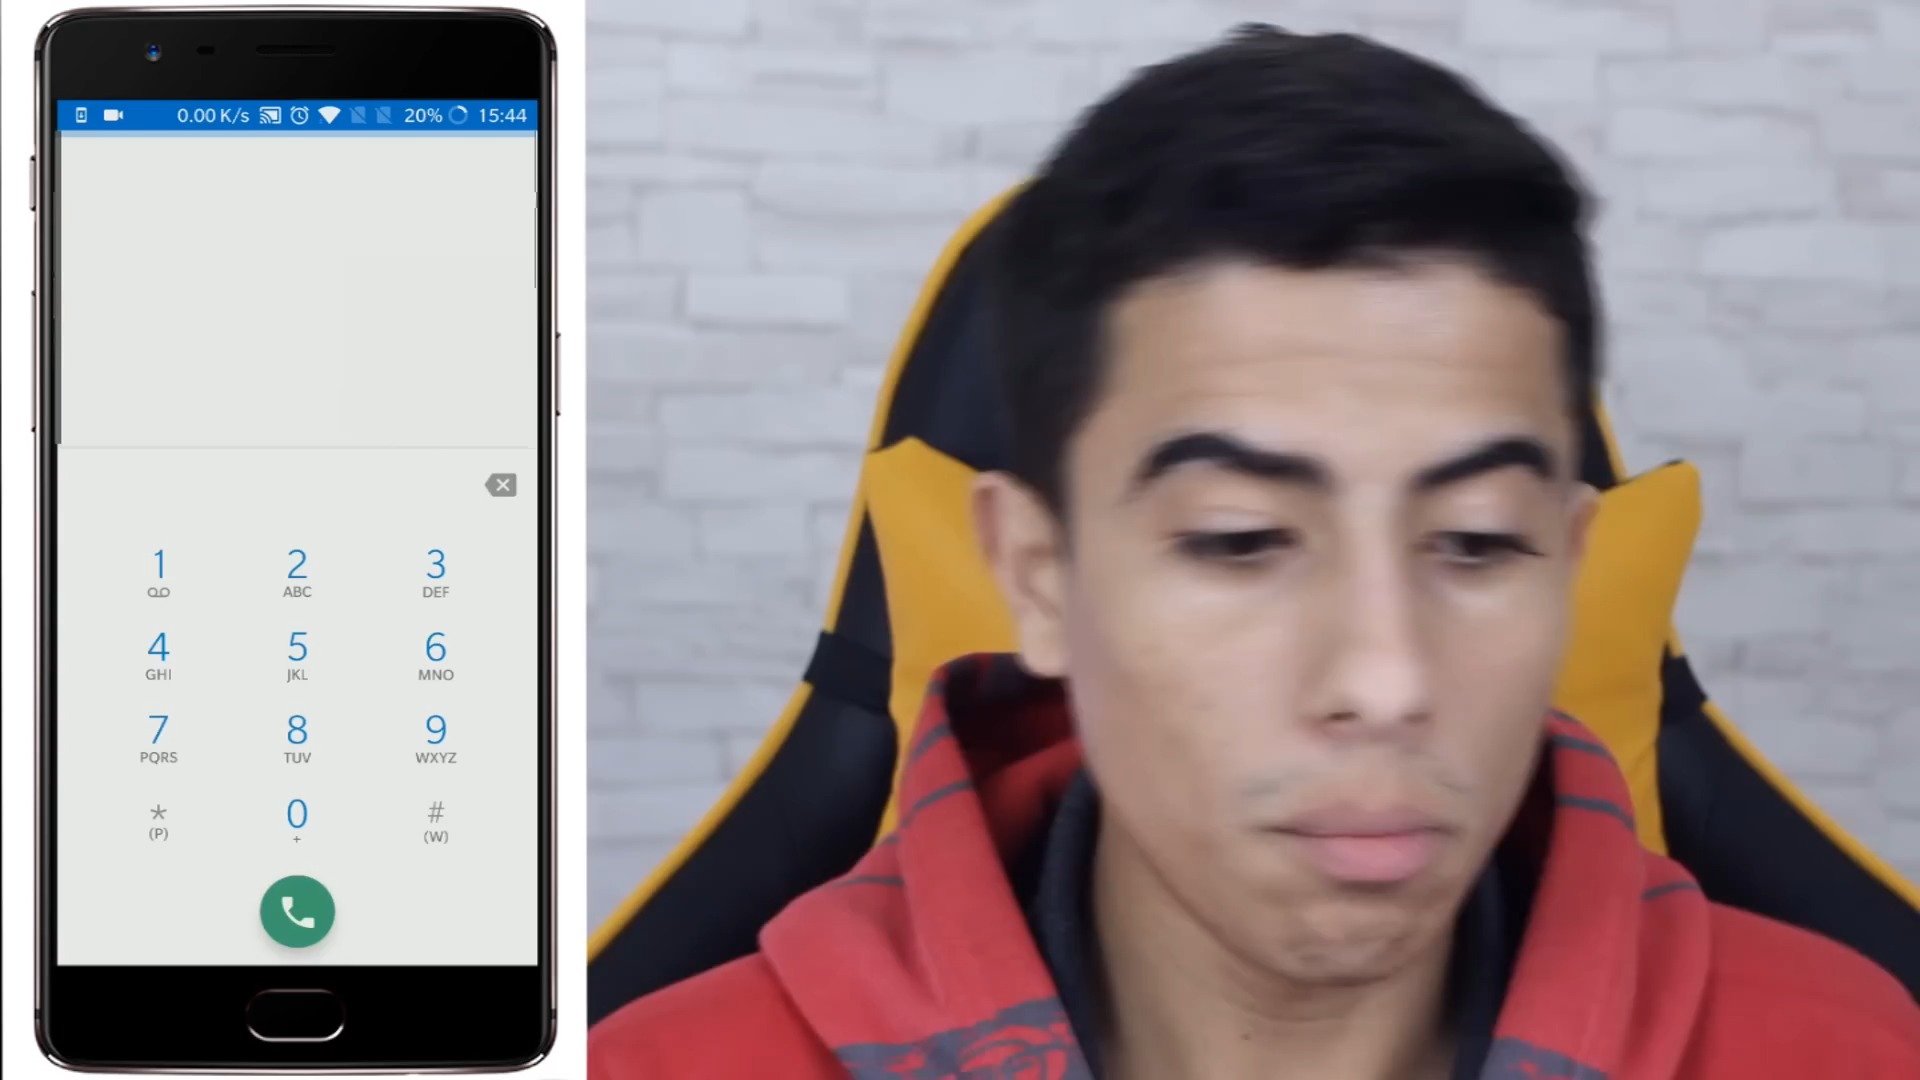 0.00 K/s 20% 15:44
1 2 3
ABC DEF
4 5 6
GHI JKL MNO
7 8 9
PQRS TUV WXYZ
* 0 #
(P) + (W)